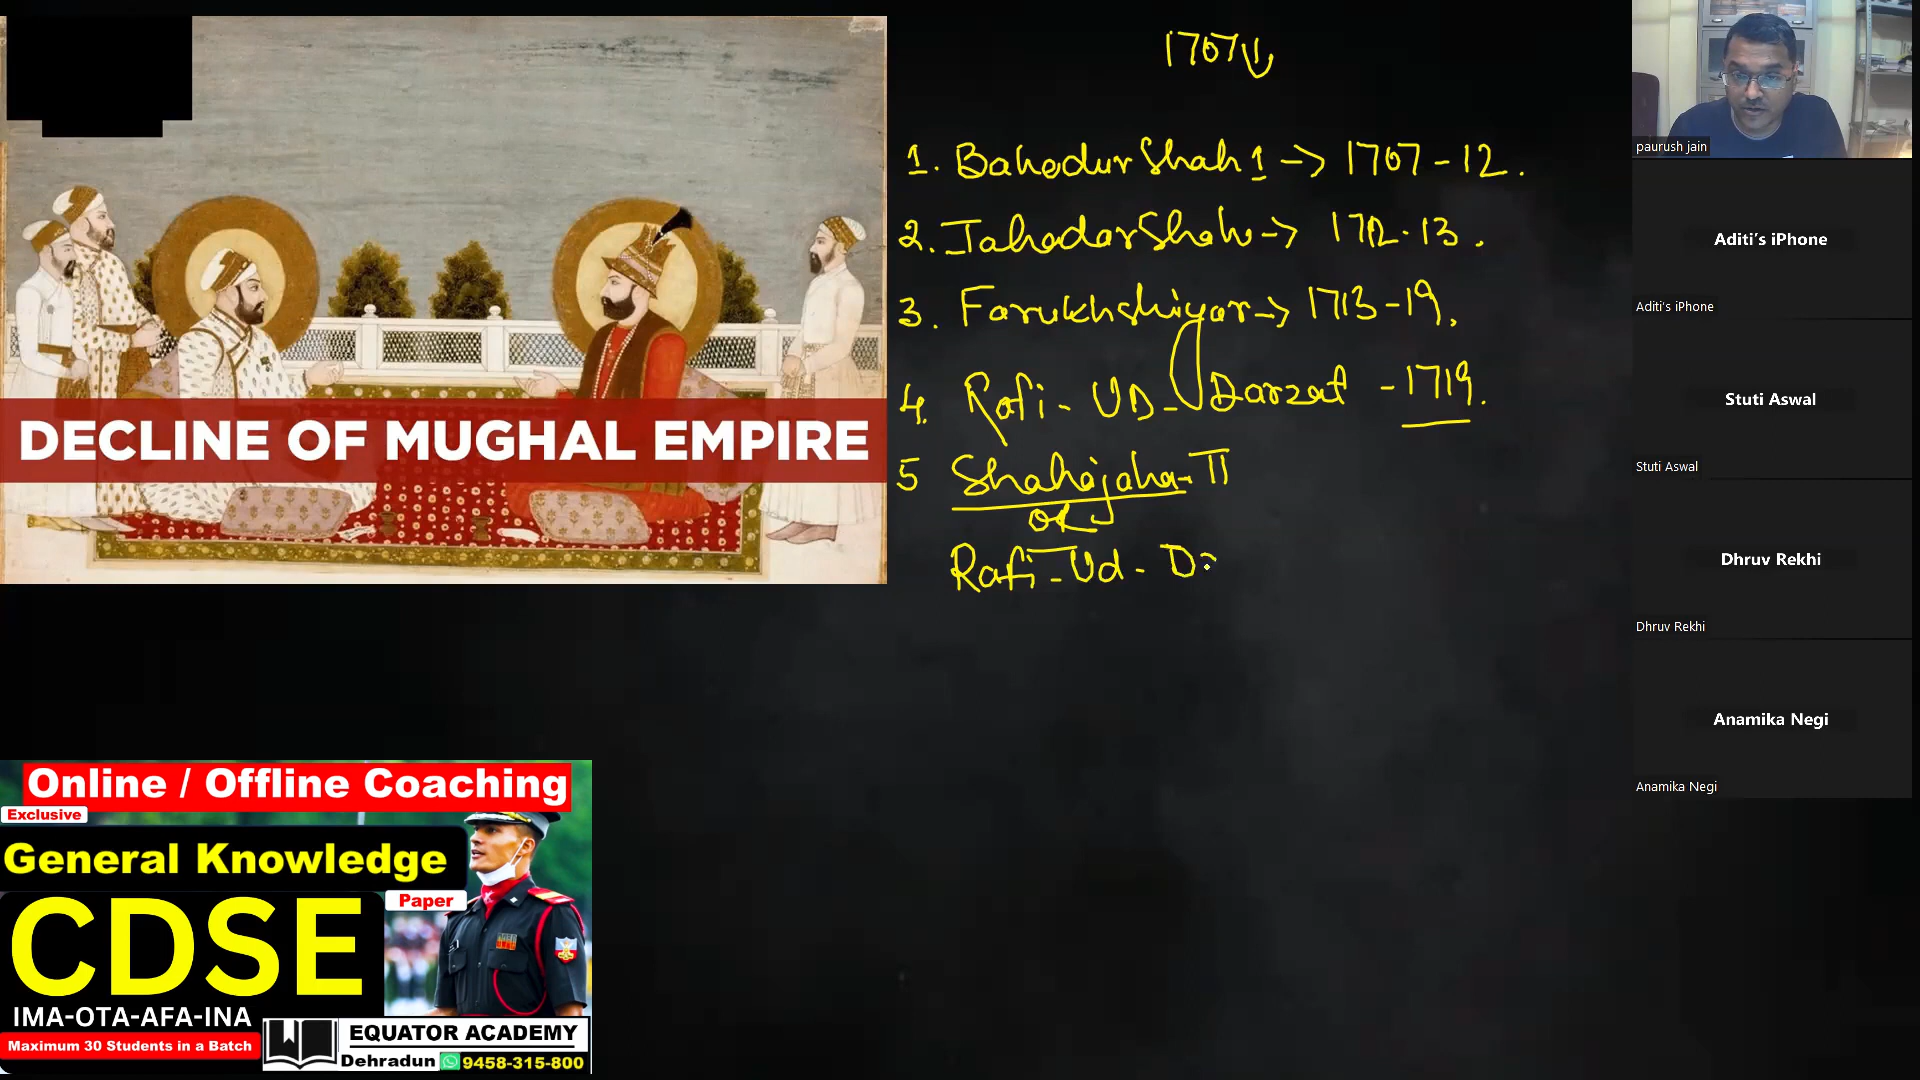 DECLINE OF MUGHAL EMPIRE
1707
1. Bahadur Shah 1 -> 1707 - 12.
2. Jahadar Shah -> 1712 - 13.
3. Farukhshiyar -> 1713 - 19.
4. Rafi - UD - Darzat - 1719.
5 Shahajaha - II
OR
Rafi - Ud - D
Online / Offline Coaching
Exclusive
General Knowledge
Paper
CDSE
IMA-OTA-AFA-INA
Maximum 30 Students in a Batch
EQUATOR ACADEMY
Dehradun 9458-315-800
paurush jain
Aditi's iPhone
Aditi's iPhone
Stuti Aswal
Stuti Aswal
Dhruv Rekhi
Dhruv Rekhi
Anamika Negi
Anamika Negi